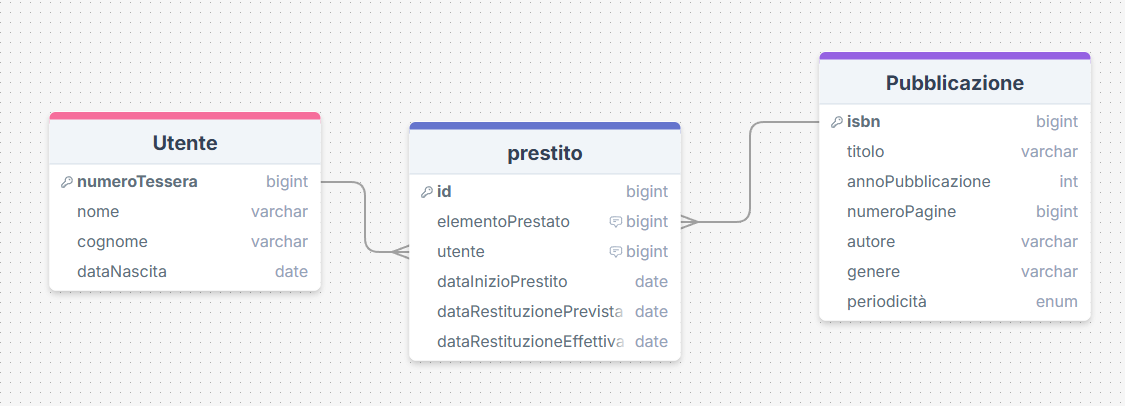 Utente
numeroTessera bigint
nome varchar
cognome varchar
dataNascita date
prestito
id bigint
elementoPrestato bigint
utente bigint
dataInizioPrestito date
dataRestituzionePrevista date
dataRestituzioneEffettiva date
Pubblicazione
isbn bigint
titolo varchar
annoPubblicazione int
numeroPagine bigint
autore varchar
genere varchar
periodicità enum